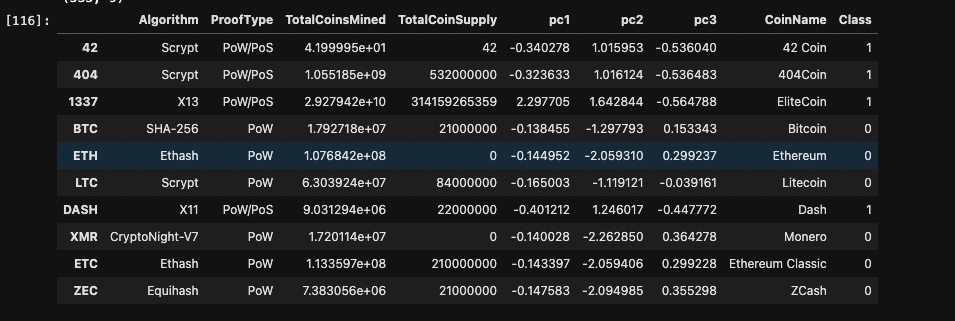 [116]:
Algorithm ProofType TotalCoinsMined TotalCoinSupply pc1 pc2 pc3 CoinName Class
42 Scrypt PoW/PoS 4.199995e+01 42 -0.340278 1.015953 -0.536040 42 Coin 1
404 Scrypt PoW/PoS 1.055185e+09 532000000 -0.323633 1.016124 -0.536483 404Coin 1
1337 X13 PoW/PoS 2.927942e+10 314159265359 2.297705 1.642844 -0.564788 EliteCoin 1
BTC SHA-256 PoW 1.792718e+07 21000000 -0.138455 -1.297793 0.153343 Bitcoin 0
ETH Ethash PoW 1.076842e+08 0 -0.144952 -2.059310 0.299237 Ethereum 0
LTC Scrypt PoW 6.303924e+07 84000000 -0.165003 -1.119121 -0.039161 Litecoin 0
DASH X11 PoW/PoS 9.031294e+06 22000000 -0.401212 1.246017 -0.447772 Dash 1
XMR CryptoNight-V7 PoW 1.720114e+07 0 -0.140028 -2.262850 0.364278 Monero 0
ETC Ethash PoW 1.133597e+08 210000000 -0.143397 -2.059406 0.299228 Ethereum Classic 0
ZEC Equihash PoW 7.383056e+06 21000000 -0.147583 -2.094985 0.355298 ZCash 0